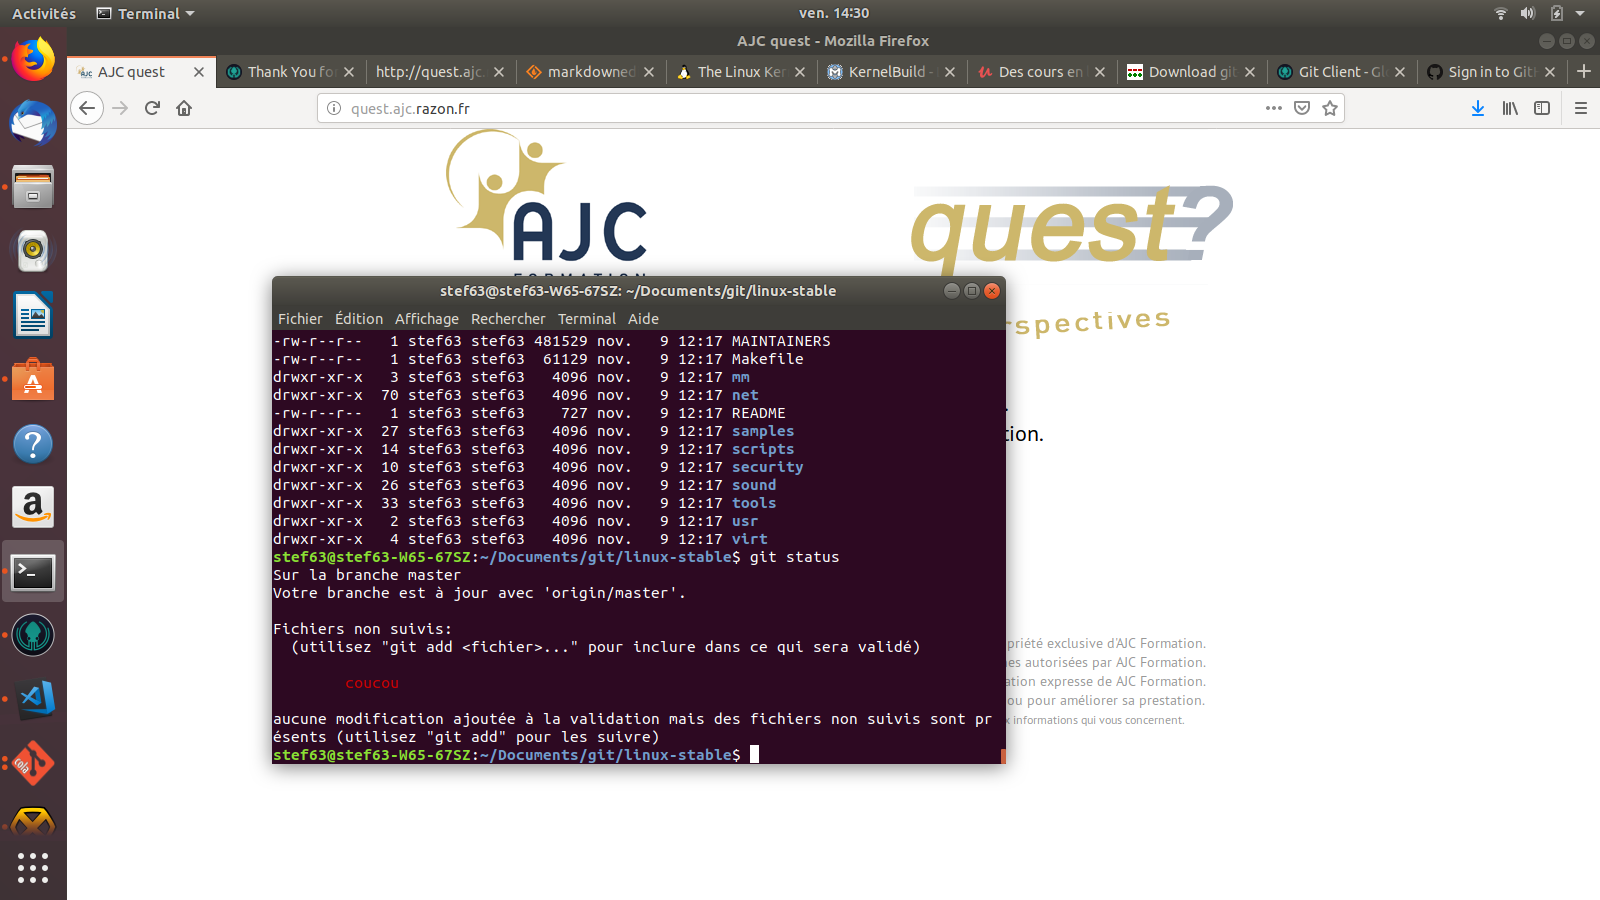 Activités
Terminal
ven. 14:30
AJC quest - Mozilla Firefox
AJC quest
Thank You fo
http://quest.ajc.
markdowned
The Linux Ker
KernelBuild -
Des cours en
Download git
Git Client - Gl
Sign in to Git
quest.ajc.razon.fr
AJC
quest?
rspectives
stef63@stef63-W65-67SZ: ~/Documents/git/linux-stable
Fichier Édition Affichage Rechercher Terminal Aide
-rw-r--r--   1 stef63 stef63 481529 nov.   9 12:17 MAINTAINERS
-rw-r--r--   1 stef63 stef63  61129 nov.   9 12:17 Makefile
drwxr-xr-x   3 stef63 stef63   4096 nov.   9 12:17 mm
drwxr-xr-x  70 stef63 stef63   4096 nov.   9 12:17 net
-rw-r--r--   1 stef63 stef63    727 nov.   9 12:17 README
drwxr-xr-x  27 stef63 stef63   4096 nov.   9 12:17 samples
drwxr-xr-x  14 stef63 stef63   4096 nov.   9 12:17 scripts
drwxr-xr-x  10 stef63 stef63   4096 nov.   9 12:17 security
drwxr-xr-x  26 stef63 stef63   4096 nov.   9 12:17 sound
drwxr-xr-x  33 stef63 stef63   4096 nov.   9 12:17 tools
drwxr-xr-x   2 stef63 stef63   4096 nov.   9 12:17 usr
drwxr-xr-x   4 stef63 stef63   4096 nov.   9 12:17 virt
stef63@stef63-W65-67SZ:~/Documents/git/linux-stable$ git status
Sur la branche master
Votre branche est à jour avec 'origin/master'.
Fichiers non suivis:
(utilisez "git add <fichier>..." pour inclure dans ce qui sera validé)
coucou
aucune modification ajoutée à la validation mais des fichiers non suivis sont pr
ésents (utilisez "git add" pour les suivre)
stef63@stef63-W65-67SZ:~/Documents/git/linux-stable$
tion.
priété exclusive d'AJC Formation.
es autorisées par AJC Formation.
ation expresse de AJC Formation.
ou pour améliorer sa prestation.
x informations qui vous concernent.
a
cola